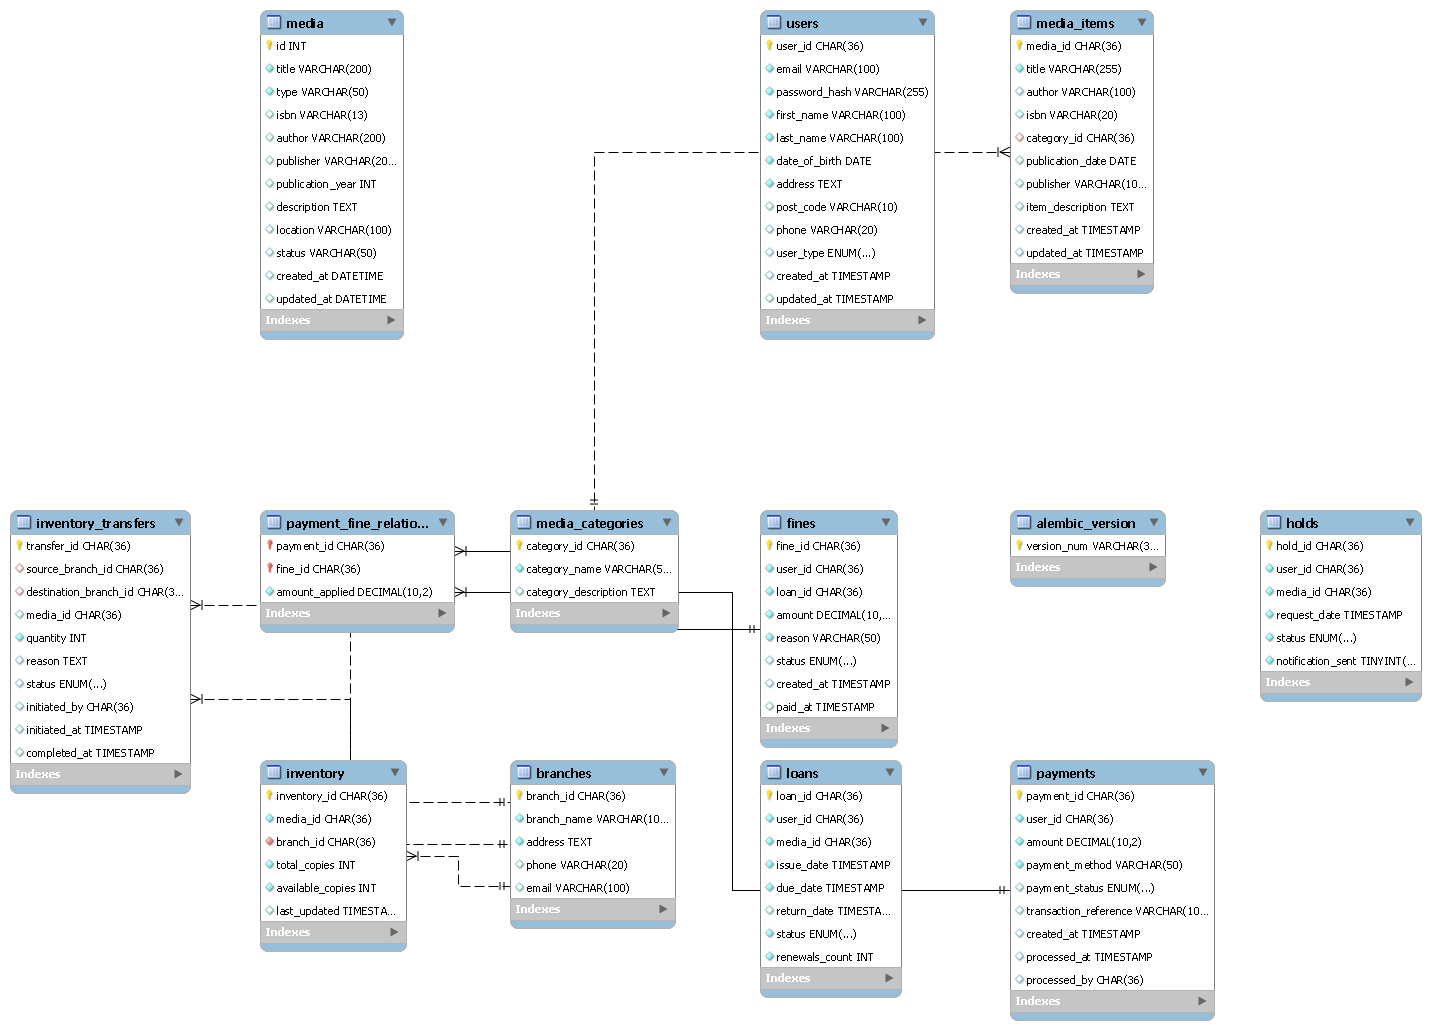 media
id INT
title VARCHAR(200)
type VARCHAR(50)
isbn VARCHAR(13)
author VARCHAR(200)
publisher VARCHAR(20...
publication_year INT
description TEXT
location VARCHAR(100)
status VARCHAR(50)
created_at DATETIME
updated_at DATETIME
Indexes
users
user_id CHAR(36)
email VARCHAR(100)
password_hash VARCHAR(255)
first_name VARCHAR(100)
last_name VARCHAR(100)
date_of_birth DATE
address TEXT
post_code VARCHAR(10)
phone VARCHAR(20)
user_type ENUM(...)
created_at TIMESTAMP
updated_at TIMESTAMP
Indexes
media_items
media_id CHAR(36)
title VARCHAR(255)
author VARCHAR(100)
isbn VARCHAR(20)
category_id CHAR(36)
publication_date DATE
publisher VARCHAR(10...
item_description TEXT
created_at TIMESTAMP
updated_at TIMESTAMP
Indexes
inventory_transfers
transfer_id CHAR(36)
source_branch_id CHAR(36)
destination_branch_id CHAR(3...
media_id CHAR(36)
quantity INT
reason TEXT
status ENUM(...)
initiated_by CHAR(36)
initiated_at TIMESTAMP
completed_at TIMESTAMP
Indexes
payment_fine_relatio...
payment_id CHAR(36)
fine_id CHAR(36)
amount_applied DECIMAL(10,2)
Indexes
media_categories
category_id CHAR(36)
category_name VARCHAR(5...
category_description TEXT
Indexes
fines
fine_id CHAR(36)
user_id CHAR(36)
loan_id CHAR(36)
amount DECIMAL(10,...
reason VARCHAR(50)
status ENUM(...)
created_at TIMESTAMP
paid_at TIMESTAMP
Indexes
alembic_version
version_num VARCHAR(3...
Indexes
holds
hold_id CHAR(36)
user_id CHAR(36)
media_id CHAR(36)
request_date TIMESTAMP
status ENUM(...)
notification_sent TINYINT(...
Indexes
inventory
inventory_id CHAR(36)
media_id CHAR(36)
branch_id CHAR(36)
total_copies INT
available_copies INT
last_updated TIMESTA...
Indexes
branches
branch_id CHAR(36)
branch_name VARCHAR(10...
address TEXT
phone VARCHAR(20)
email VARCHAR(100)
Indexes
loans
loan_id CHAR(36)
user_id CHAR(36)
media_id CHAR(36)
issue_date TIMESTAMP
due_date TIMESTAMP
return_date TIMESTA...
status ENUM(...)
renewals_count INT
Indexes
payments
payment_id CHAR(36)
user_id CHAR(36)
amount DECIMAL(10,2)
payment_method VARCHAR(50)
payment_status ENUM(...)
transaction_reference VARCHAR(10...
created_at TIMESTAMP
processed_at TIMESTAMP
processed_by CHAR(36)
Indexes